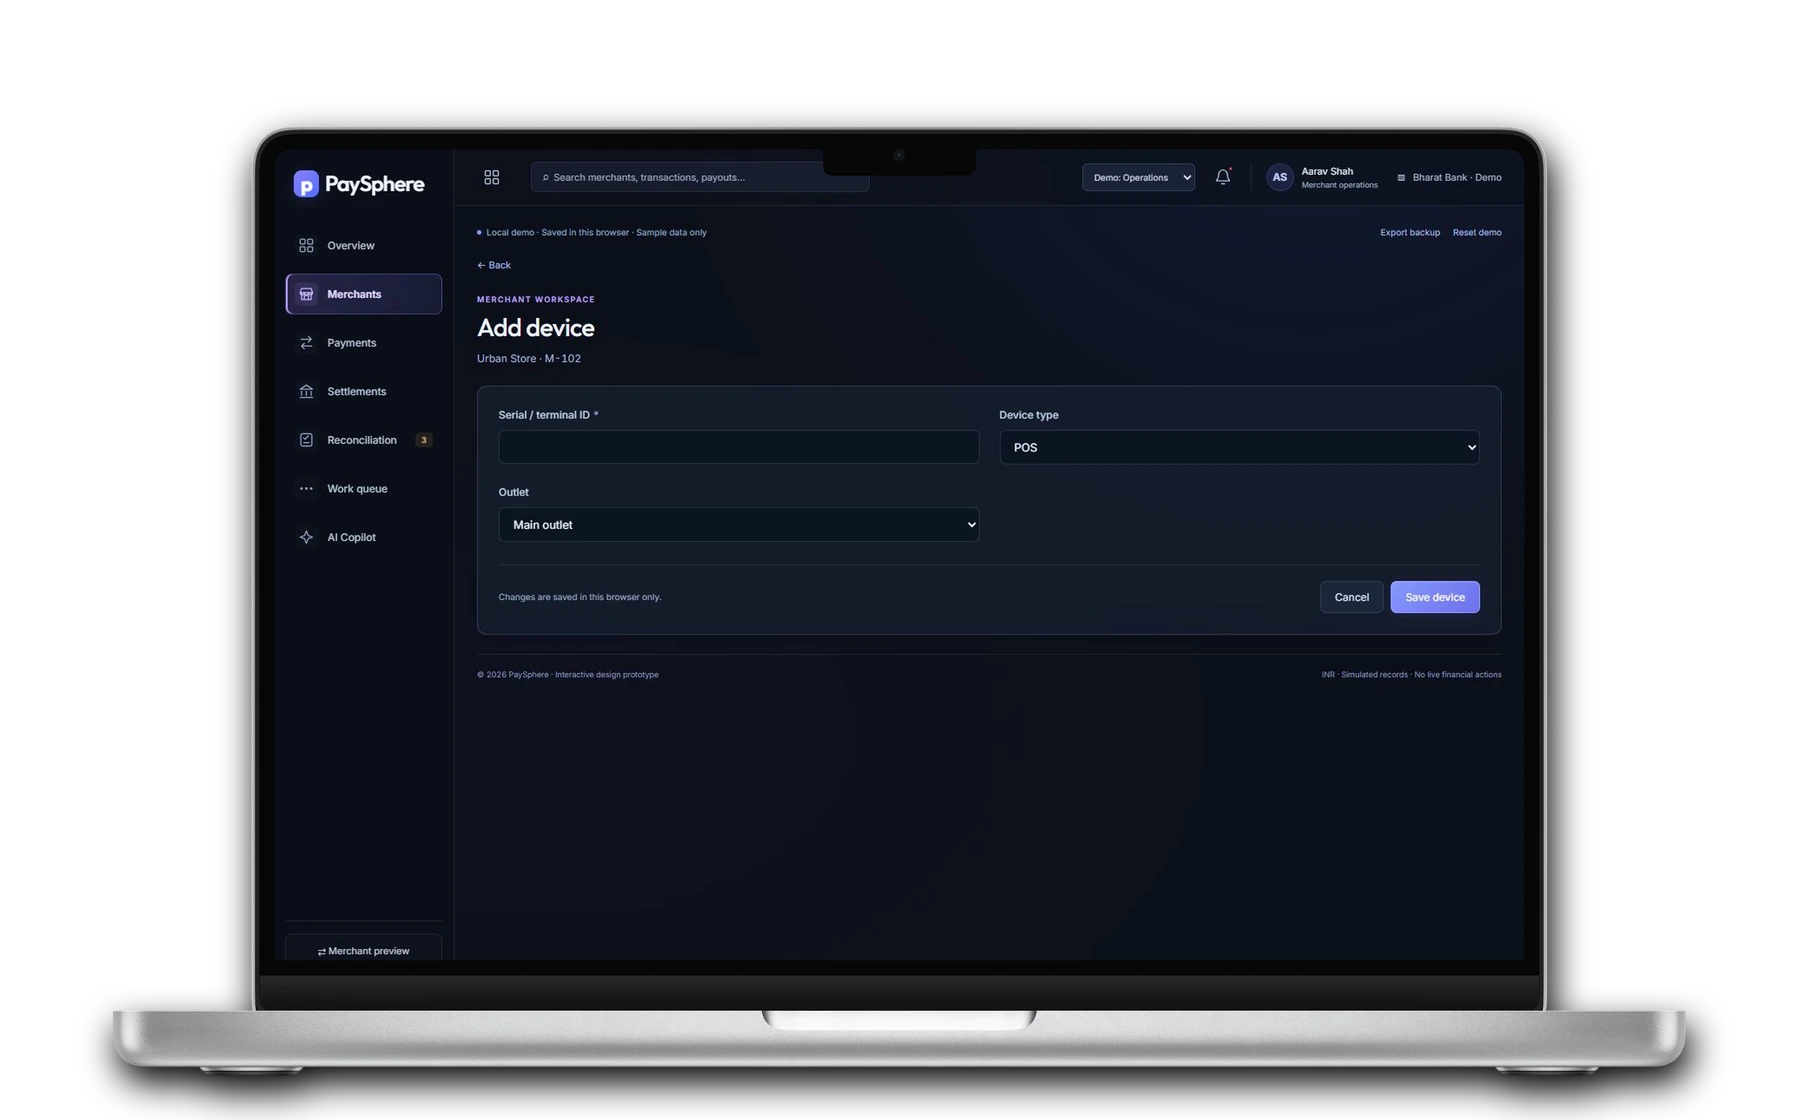 PaySphere
Search merchants, transactions, payouts...
Demo: Operations
AS
Aarav Shah
Merchant operations
Bharat Bank · Demo
Overview
Merchants
Payments
Settlements
Reconciliation 3
Work queue
AI Copilot
⇄ Merchant preview
Local demo · Saved in this browser · Sample data only
Export backup Reset demo
← Back
MERCHANT WORKSPACE
Add device
Urban Store · M-102
Serial / terminal ID *
Device type
POS
Outlet
Main outlet
Changes are saved in this browser only.
Cancel
Save device
© 2026 PaySphere · Interactive design prototype
INR · Simulated records · No live financial actions